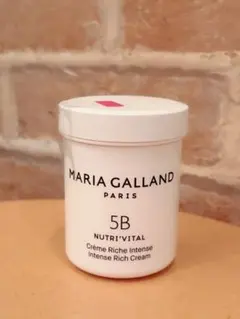 MARIA GALLAND
PARIS
5B
NUTRI'VITAL
Crème Riche Intense
Intense Rich Cream